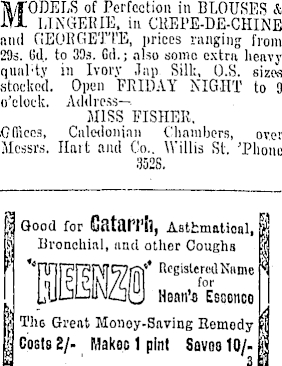 MODELS of Perfection in BLOUSES &
LINGERIE, in CREPE-DE-CHINE
and GEORGETTE, prices ranging from
29s. 6d. to 39s. 6d.; also some extra heavy
quality in Ivory Jap Silk, O.S. sizes
stocked. Open FRIDAY NIGHT to 9
o'clock. Address—
MISS FISHER,
Offices, Caledonian Chambers, over
Messrs. Hart and Co., Willis St. 'Phone
3528.
Good for Catarrh, Asthmatical,
Bronchial, and other Coughs
"HEENZO" Registered Name
for
Hean's Essence
The Great Money-Saving Remedy
Costs 2/- Makes 1 pint Saves 10/-
3